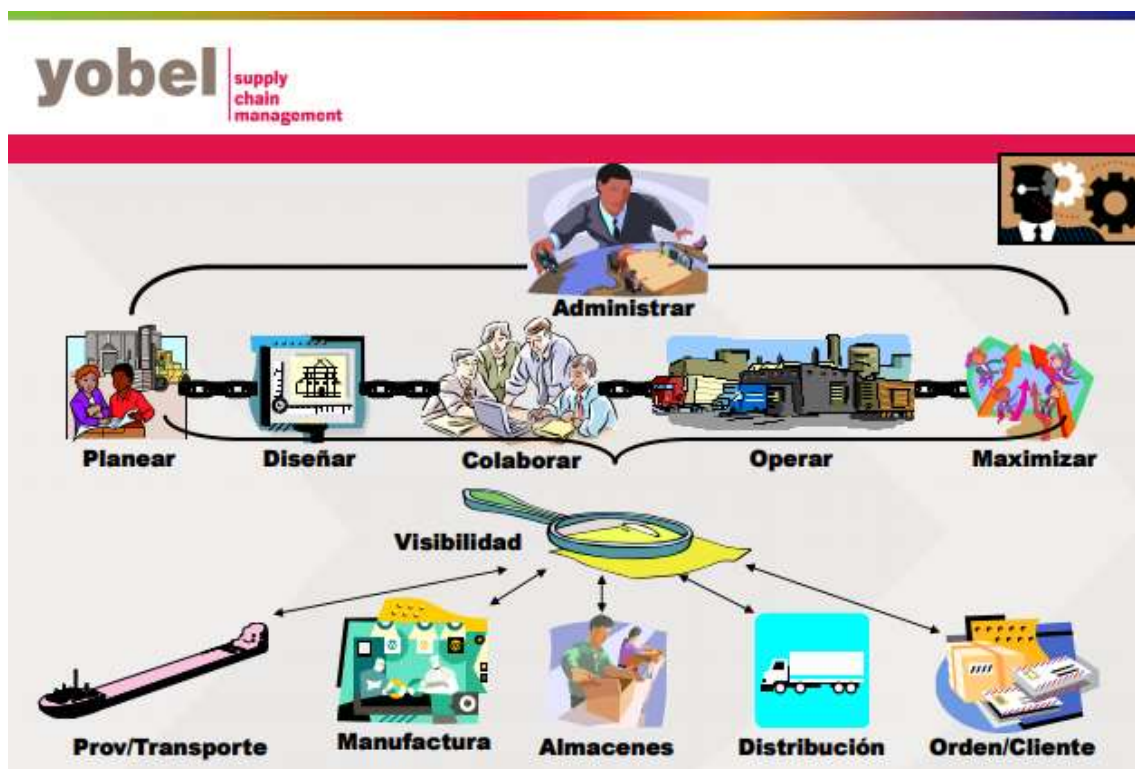 yobel
supply
chain
management
Administrar
Planear
Diseñar
Colaborar
Operar
Maximizar
Visibilidad
Prov/Transporte
Manufactura
Almacenes
Distribución
Orden/Cliente